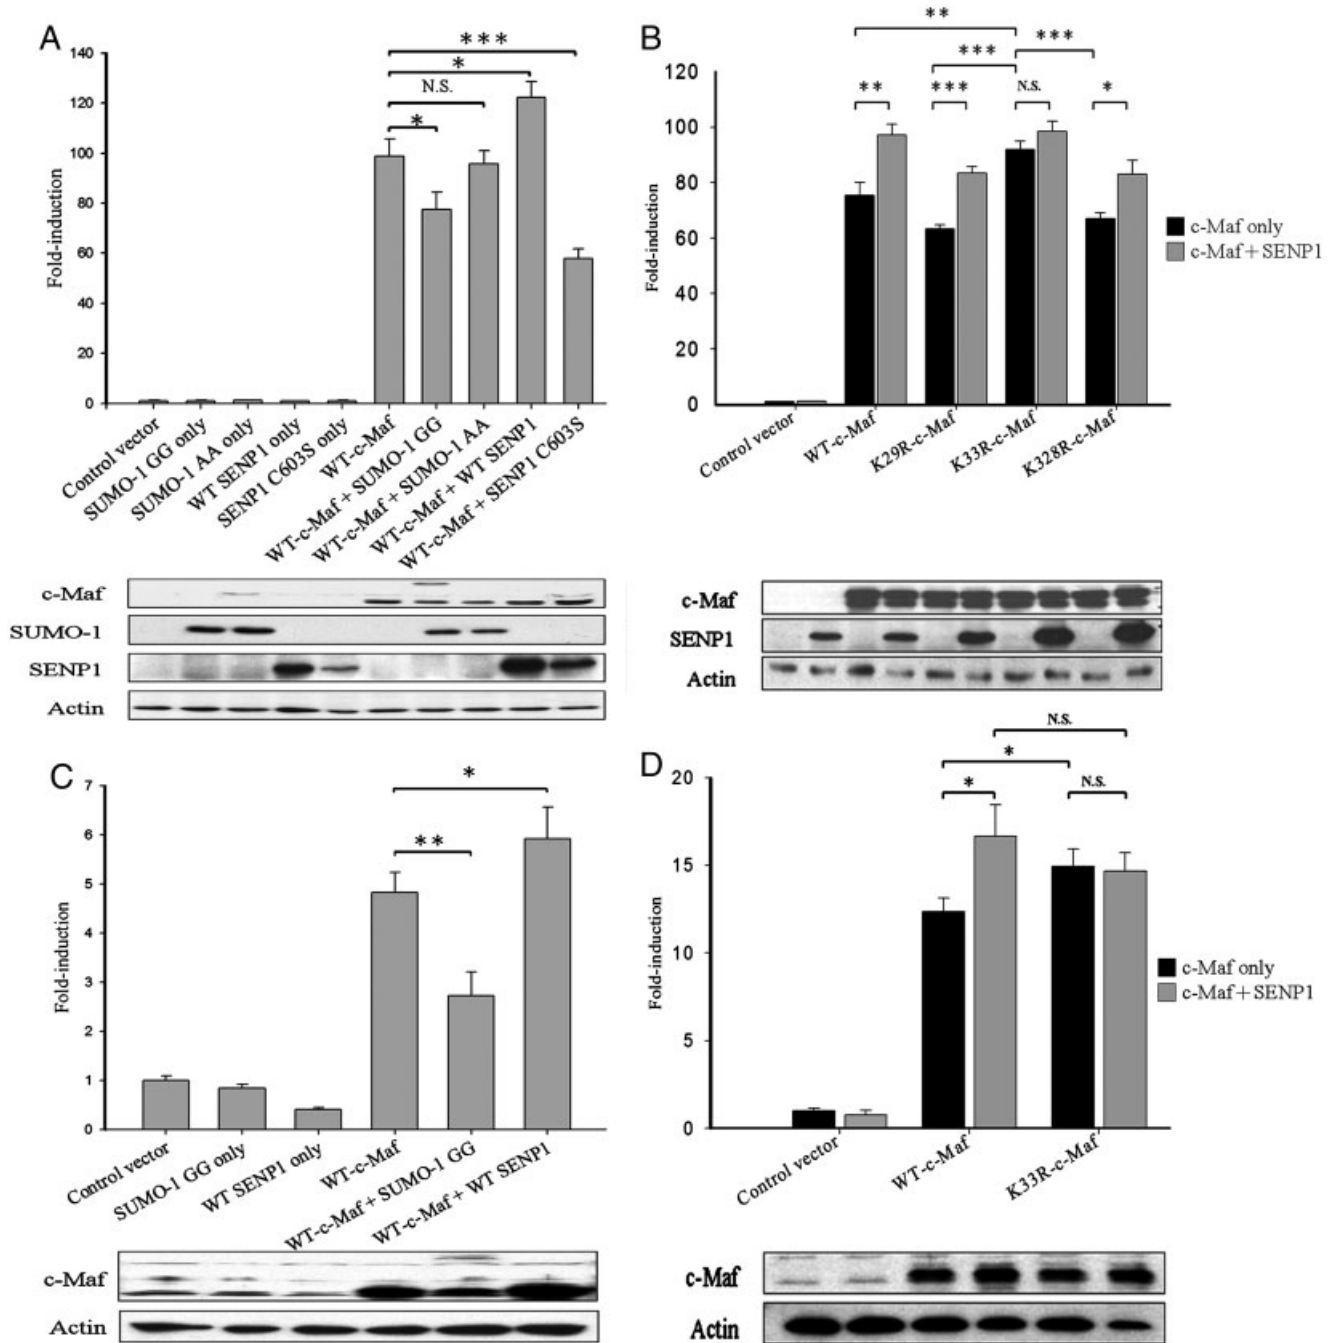 A
Fold-induction
140
120
100
80
60
40
20
0
***
*
N.S.
*
Control vector
SUMO-1 GG only
SUMO-1 AA only
WT SENP1 only
SENP1 C603S only
WT-c-Maf
WT-c-Maf + SUMO-1 GG
WT-c-Maf + SUMO-1 AA
WT-c-Maf + WT SENP1
WT-c-Maf + SENP1 C603S
c-Maf
SUMO-1
SENP1
Actin
B
Fold-induction
120
100
80
60
40
20
0
**
***
***
**
***
N.S.
*
Control vector
WT-c-Maf
K29R-c-Maf
K33R-c-Maf
K328R-c-Maf
c-Maf only
c-Maf + SENP1
c-Maf
SENP1
Actin
C
Fold-induction
7
6
5
4
3
2
1
0
*
**
Control vector
SUMO-1 GG only
WT SENP1 only
WT-c-Maf
WT-c-Maf + SUMO-1 GG
WT-c-Maf + WT SENP1
c-Maf
Actin
D
Fold-induction
20
15
10
5
0
N.S.
*
*
N.S.
Control vector
WT-c-Maf
K33R-c-Maf
c-Maf only
c-Maf + SENP1
c-Maf
Actin